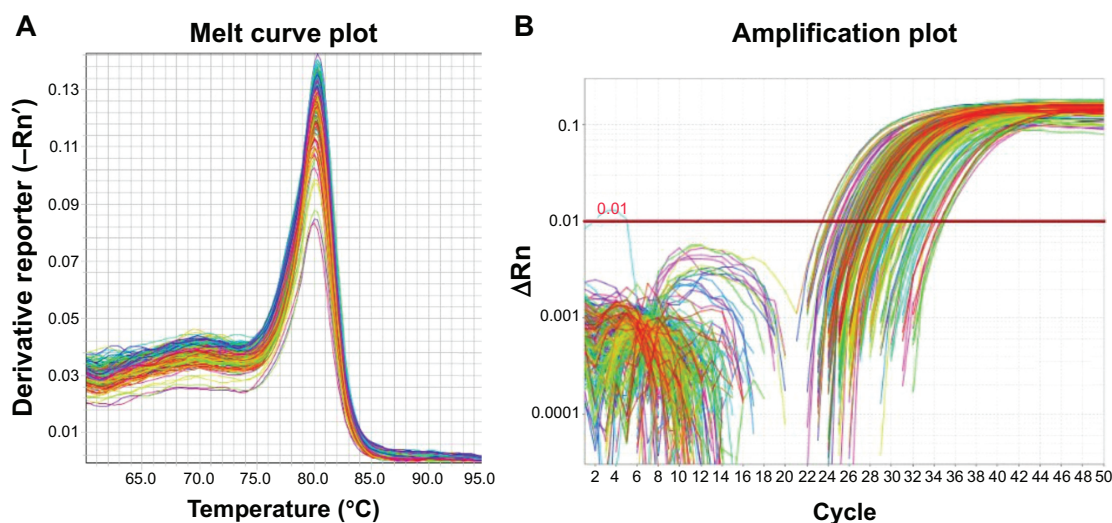 A
Melt curve plot
Derivative reporter (–Rn′)
0.13
0.11
0.09
0.07
0.05
0.03
0.01
65.0 70.0 75.0 80.0 85.0 90.0 95.0
Temperature (°C)
B
Amplification plot
ΔRn
0.1
0.01
0.001
0.0001
0.01
2 4 6 8 10 12 14 16 18 20 22 24 26 28 30 32 34 36 38 40 42 44 46 48 50
Cycle